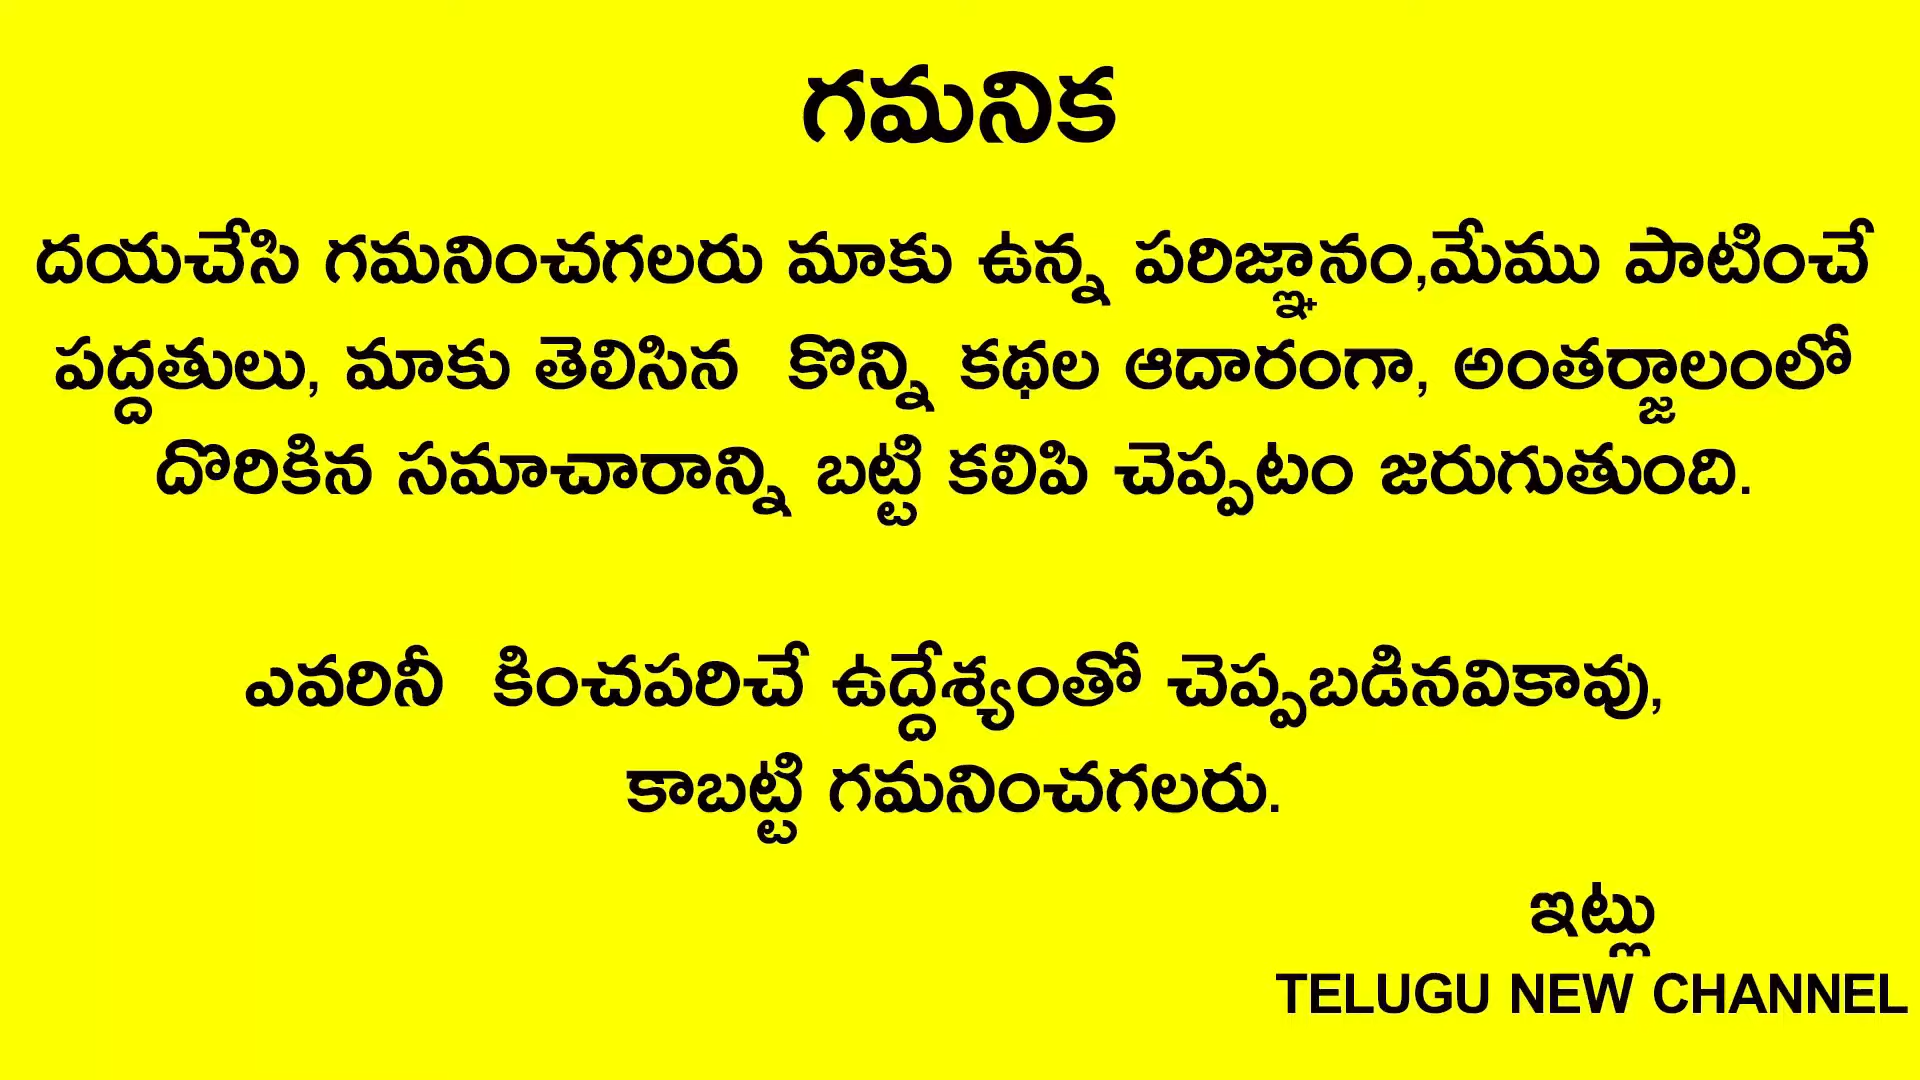 గమనిక
దయచేసి గమనించగలరు మాకు ఉన్న పరిజ్ఞానం,మేము పాటించే
పద్దతులు, మాకు తెలిసిన కొన్ని కథల ఆదారంగా, అంతర్జాలంలో
దొరికిన సమాచారాన్ని బట్టి కలిపి చెప్పటం జరుగుతుంది.
ఎవరినీ కించపరిచే ఉద్దేశ్యంతో చెప్పబడినవికావు,
కాబట్టి గమనించగలరు.
ఇట్లు
TELUGU NEW CHANNEL